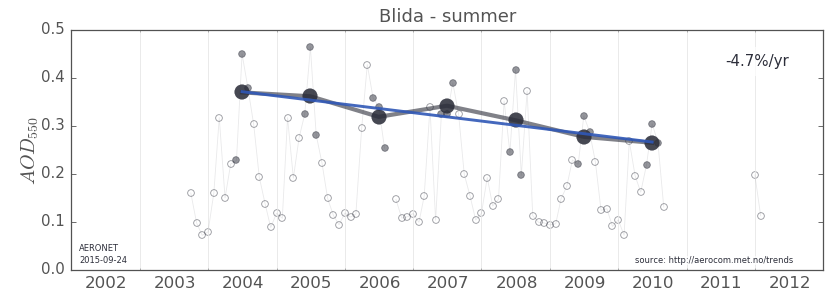 Blida - summer
0.5
-4.7%/yr
0.4
0.3
AOD550
0.2
0.1
AERONET
2015-09-24
source: http://aerocom.met.no/trends
0.0
2002 2003 2004 2005 2006 2007 2008 2009 2010 2011 2012